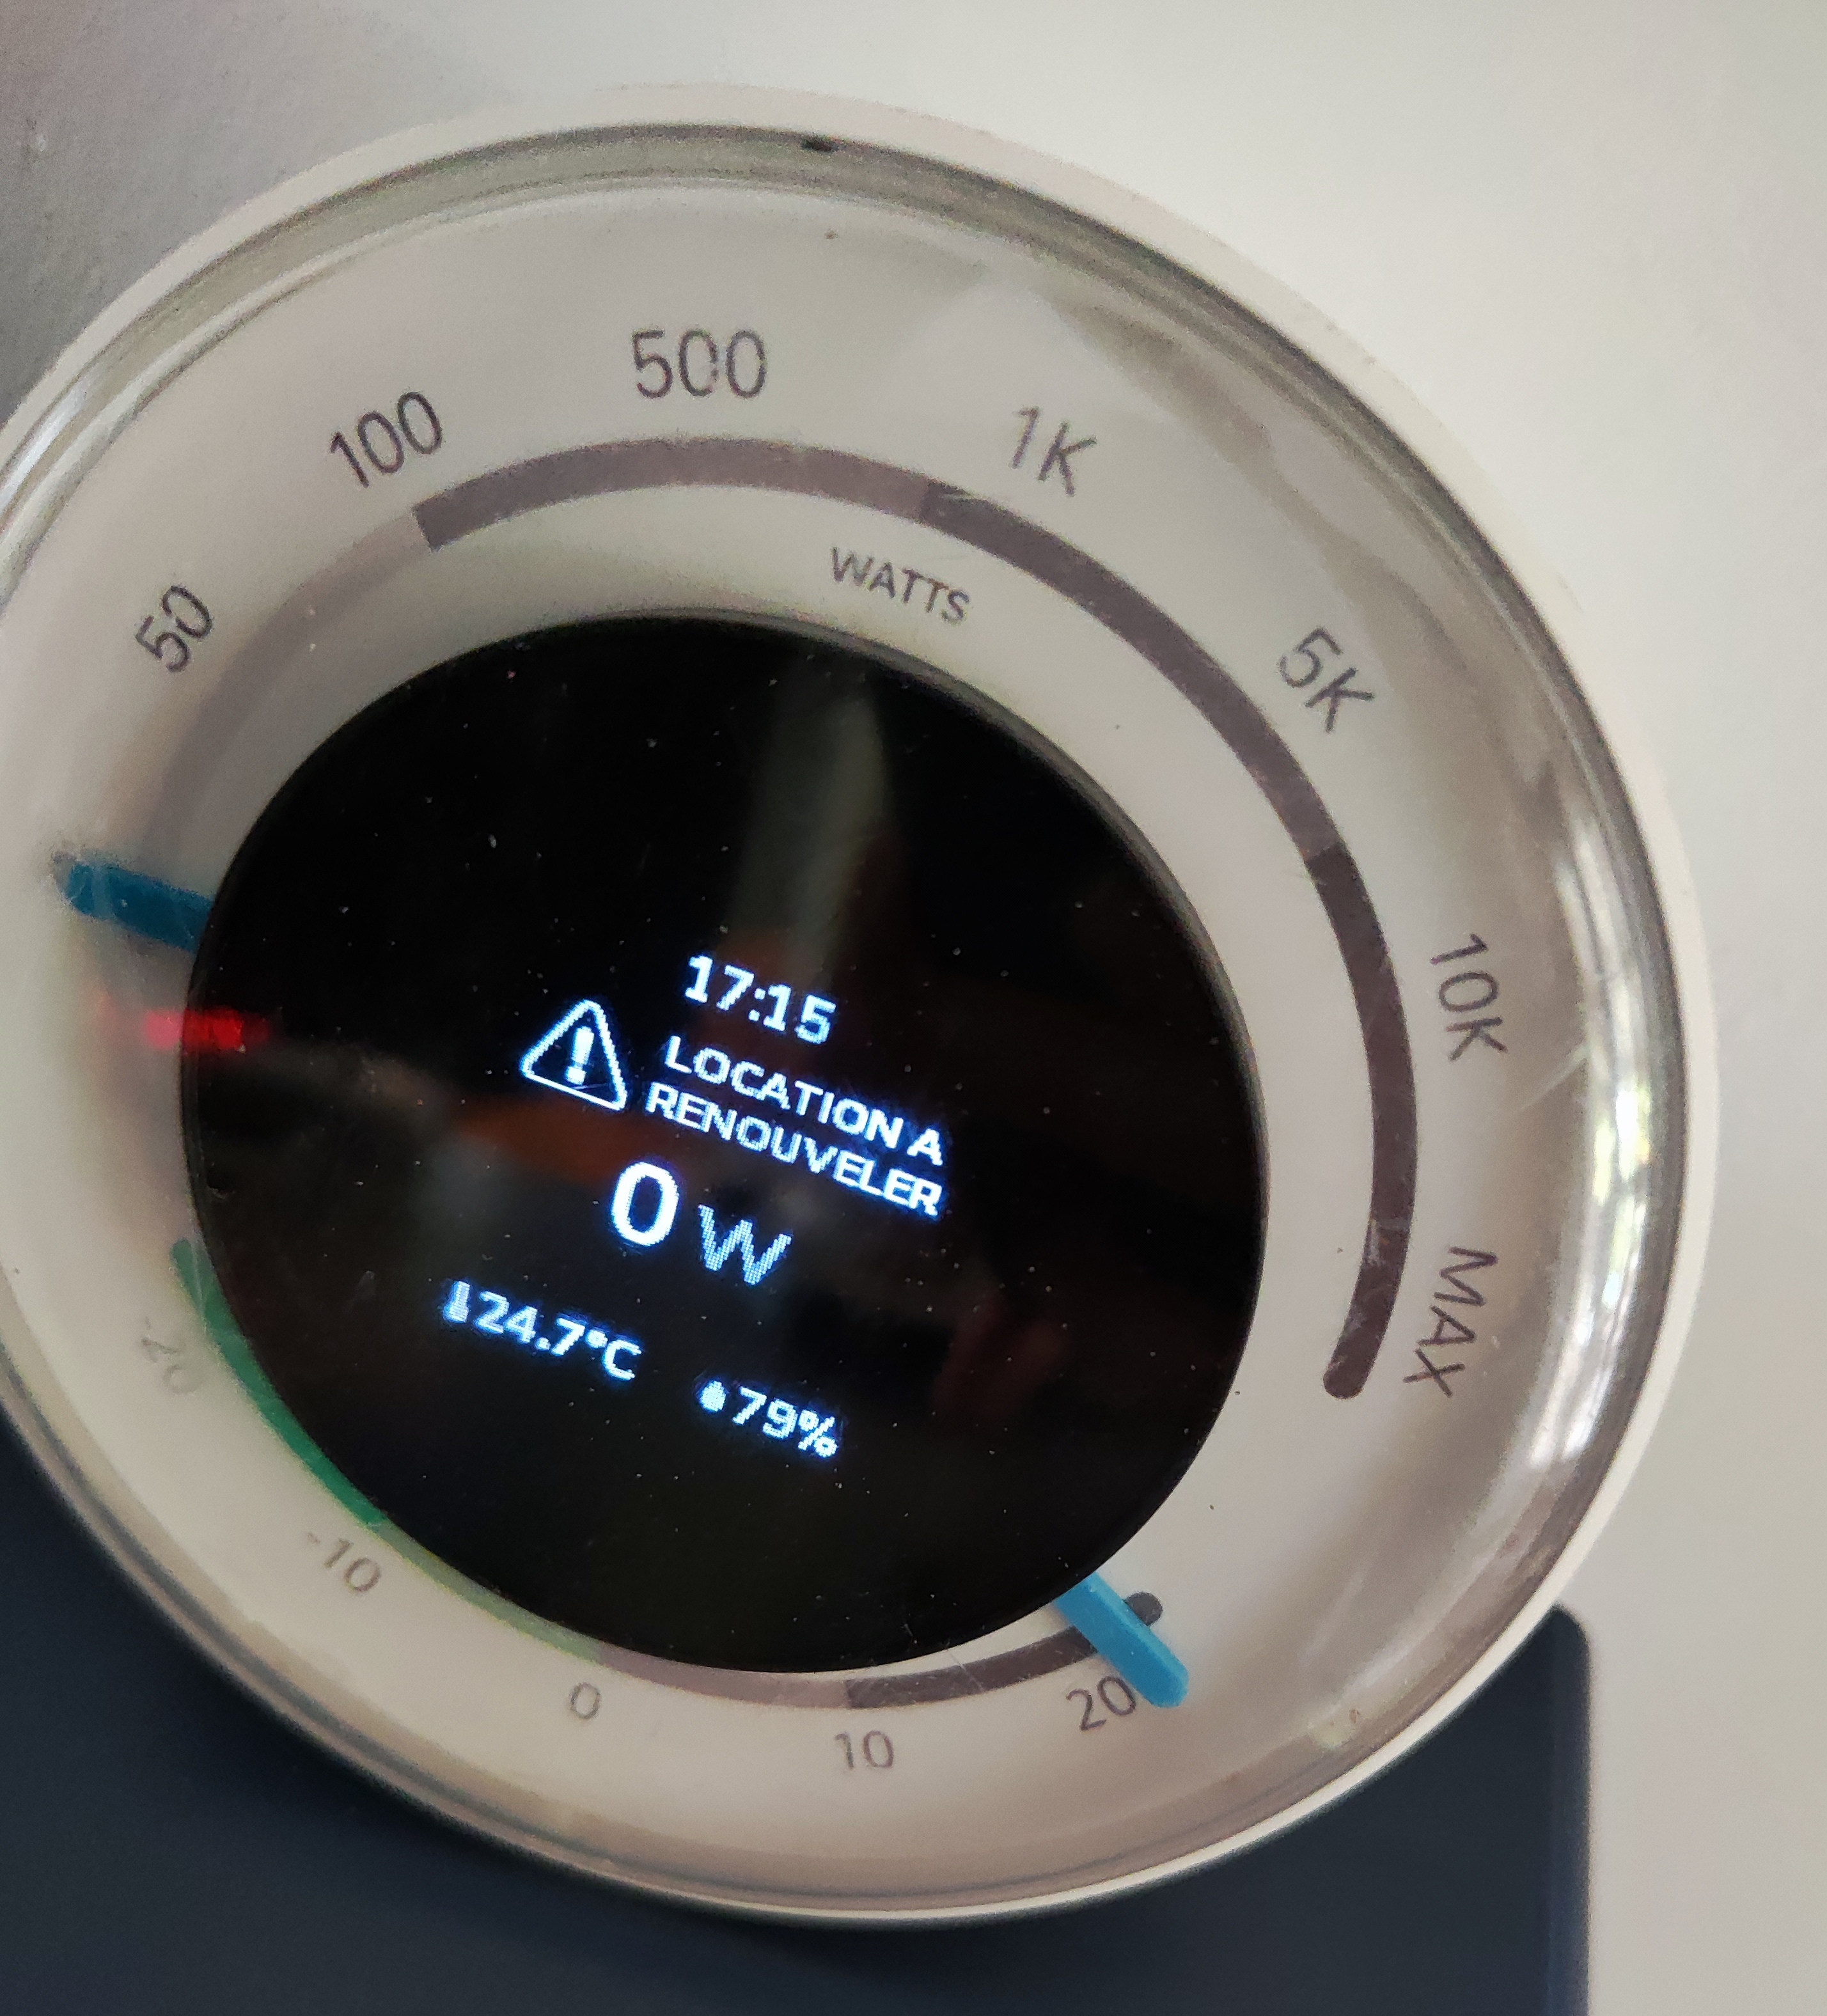 50
100
500
1K
5K
10K
MAX
WATTS
17:15
LOCATION A
RENOUVELER
0 W
24.7°C
79%
-20
-10
0
10
20